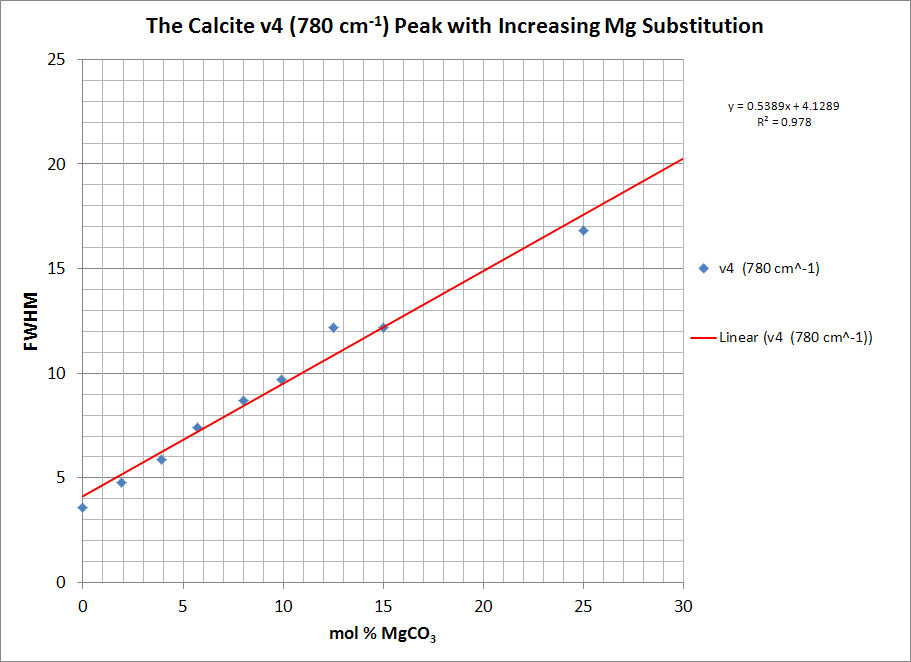 The Calcite v4 (780 cm⁻¹) Peak with Increasing Mg Substitution
25
20
15
10
5
0
FWHM
0 5 10 15 20 25 30
mol % MgCO₃
y = 0.5389x + 4.1289
R² = 0.978
v4 (780 cm^-1)
Linear (v4 (780 cm^-1))